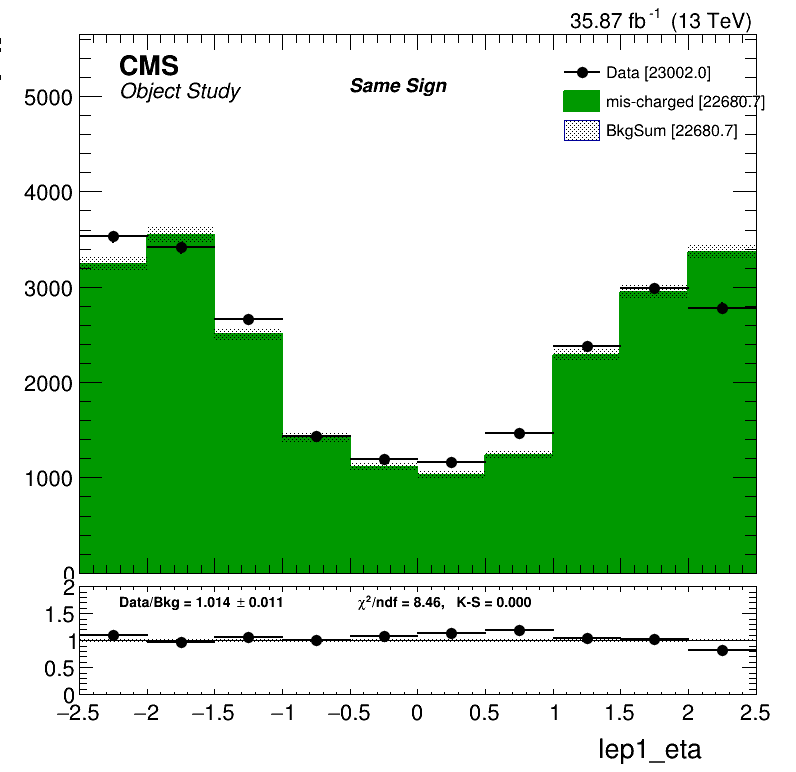 35.87 fb⁻¹ (13 TeV)
CMS
Object Study
Same Sign
Data [23002.0]
mis-charged [22680.7]
BkgSum [22680.7]
5000
4000
3000
2000
1000
0
2
1.5
1
0.5
0
Data/Bkg = 1.014 ± 0.011
χ²/ndf = 8.46, K-S = 0.000
−2.5 −2 −1.5 −1 −0.5 0 0.5 1 1.5 2 2.5
lep1_eta